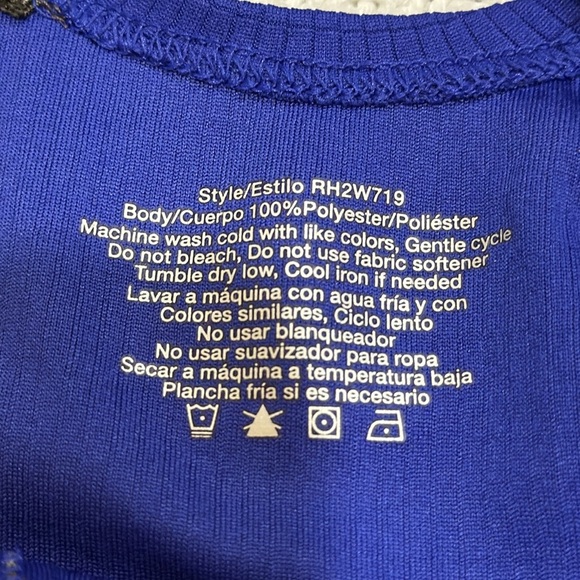 Style/Estilo RH2W719
Body/Cuerpo 100%Polyester/Poliéster
Machine wash cold with like colors, Gentle cycle
Do not bleach, Do not use fabric softener
Tumble dry low, Cool iron if needed
Lavar a máquina con agua fría y con
Colores similares, Ciclo lento
No usar blanqueador
No usar suavizador para ropa
Secar a máquina a temperatura baja
Plancha fría si es necesario